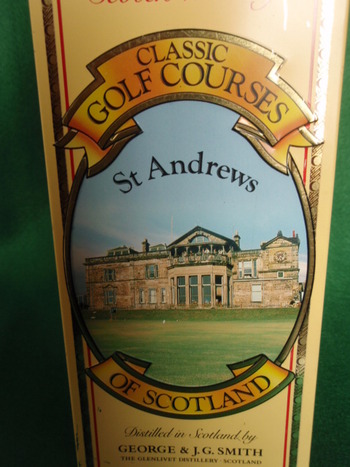 CLASSIC
GOLF COURSES
St Andrews
OF SCOTLAND
Distilled in Scotland by
GEORGE & J.G. SMITH
THE GLENLIVET DISTILLERY · SCOTLAND